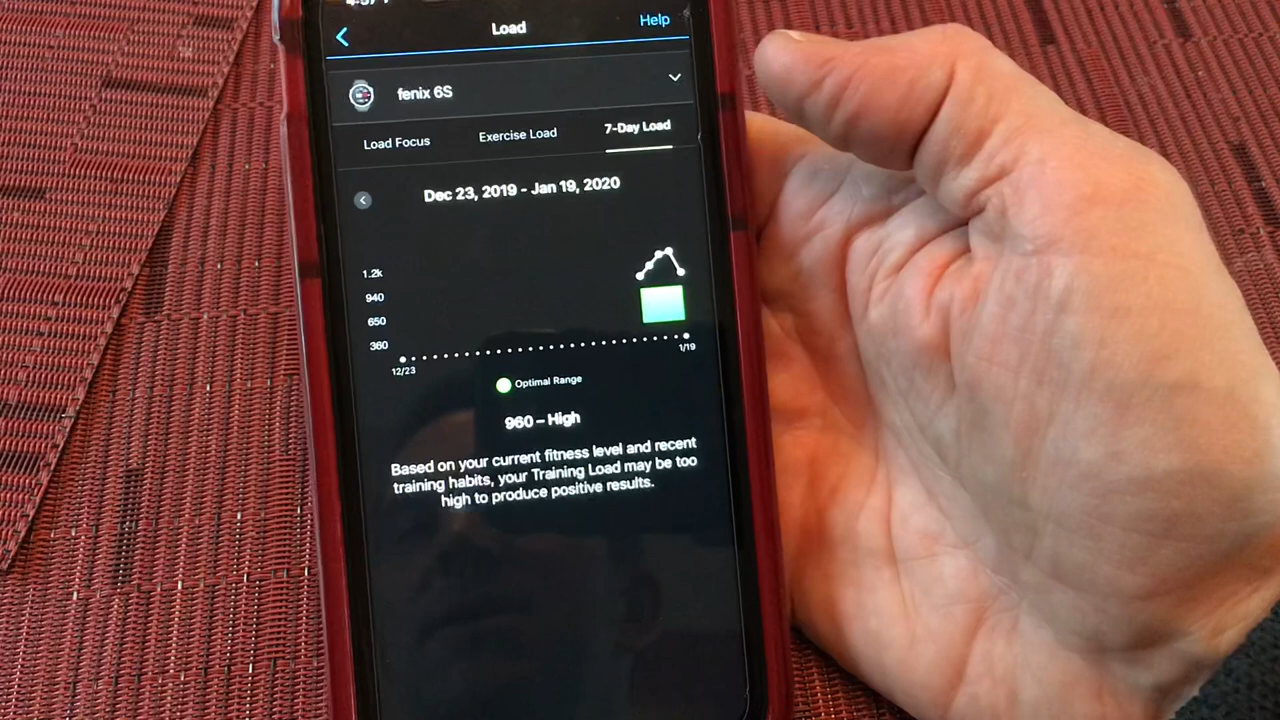 Load
Help
fenix 6S
Load Focus
Exercise Load
7-Day Load
Dec 23, 2019 - Jan 19, 2020
1.2k
940
650
360
12/23
1/19
Optimal Range
960 – High
Based on your current fitness level and recent
training habits, your Training Load may be too
high to produce positive results.